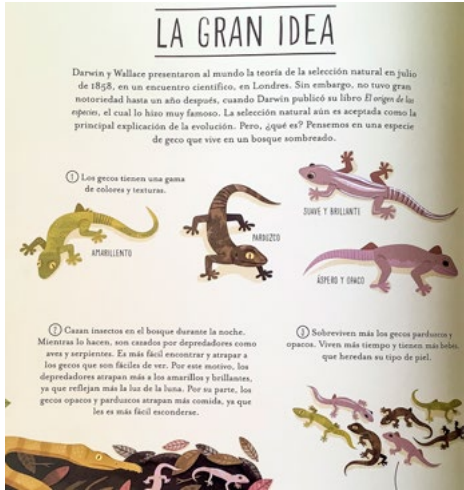 LA GRAN IDEA
Darwin y Wallace presentaron al mundo la teoría de la selección natural en julio
de 1858, en un encuentro científico, en Londres. Sin embargo, no tuvo gran
notoriedad hasta un año después, cuando Darwin publicó su libro El origen de las
especies, el cual lo hizo muy famoso. La selección natural aún es aceptada como la
principal explicación de la evolución. Pero, ¿qué es? Pensemos en una especie
de geco que vive en un bosque sombreado.
① Los gecos tienen una gama
de colores y texturas.
AMARILLENTO
PARDUZCO
SUAVE Y BRILLANTE
ÁSPERO Y OPACO
② Cazan insectos en el bosque durante la noche.
Mientras lo hacen, son cazados por depredadores como
aves y serpientes. Es más fácil encontrar y atrapar a
los gecos que son fáciles de ver. Por este motivo, los
depredadores atrapan más a los amarillos y brillantes,
ya que reflejan más la luz de la luna. Por su parte, los
gecos opacos y parduzcos atrapan más comida, ya que
les es más fácil esconderse.
③ Sobreviven más los gecos parduzcos y
opacos. Viven más tiempo y tienen más bebés,
que heredan su tipo de piel.